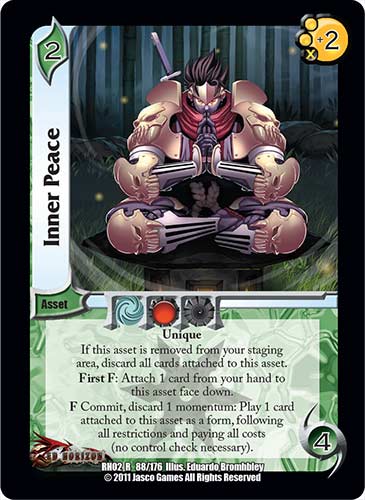 2
+2
X
Inner Peace
Asset
Unique
If this asset is removed from your staging
area, discard all cards attached to this asset.
First F: Attach 1 card from your hand to
this asset face down.
F Commit, discard 1 momentum: Play 1 card
attached to this asset as a form, following
all restrictions and paying all costs
(no control check necessary).
4
RED HORIZON
RH02 R 88/176 Illus. Eduardo Brombbley
© 2011 Jasco Games All Rights Reserved